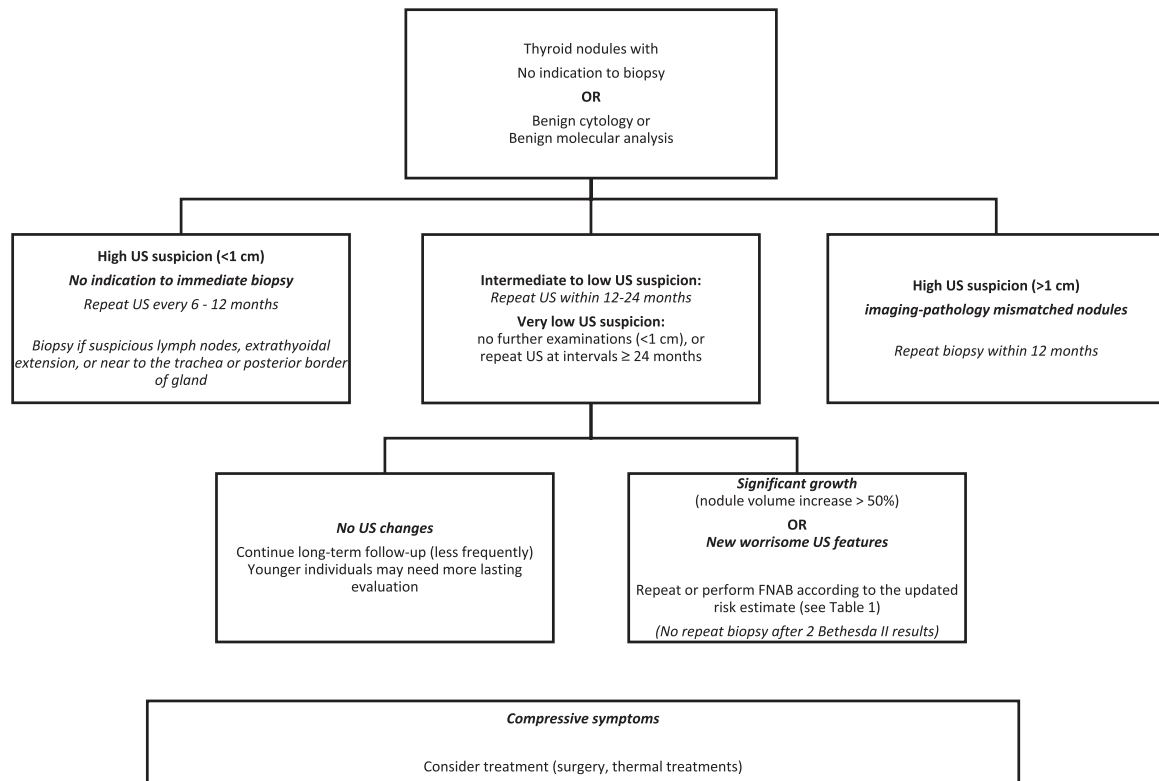 Thyroid nodules with
No indication to biopsy
OR
Benign cytology or
Benign molecular analysis
High US suspicion (<1 cm)
No indication to immediate biopsy
Repeat US every 6 - 12 months
Biopsy if suspicious lymph nodes, extrathyoidal
extension, or near to the trachea or posterior border
of gland
Intermediate to low US suspicion:
Repeat US within 12-24 months
Very low US suspicion:
no further examinations (<1 cm), or
repeat US at intervals ≥ 24 months
High US suspicion (>1 cm)
imaging-pathology mismatched nodules
Repeat biopsy within 12 months
No US changes
Continue long-term follow-up (less frequently)
Younger individuals may need more lasting
evaluation
Significant growth
(nodule volume increase > 50%)
OR
New worrisome US features
Repeat or perform FNAB according to the updated
risk estimate (see Table 1)
(No repeat biopsy after 2 Bethesda II results)
Compressive symptoms
Consider treatment (surgery, thermal treatments)